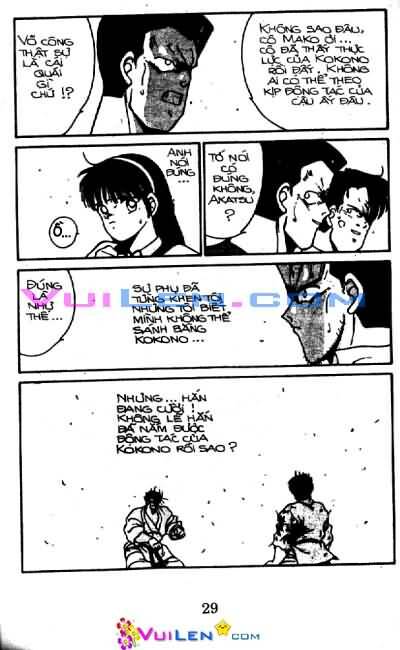 VÕ CÔNG
THẬT SỰ
LÀ CÁI
QUÁI
GÌ
CHỨ !?
KHÔNG SAO ĐÂU,
CÔ MAKO ƠI...
CÔ ĐÃ THẤY THỰC
LỰC CỦA KOKONO
RỒI ĐẤY. KHÔNG
AI CÓ THỂ THEO
KỊP ĐỘNG TÁC CỦA
CẬU ẤY ĐÂU.
ANH
NÓI
ĐÚNG
...
Ồ...
TỚ NÓI
CÓ
ĐÚNG
KHÔNG,
AKATSU
?
ĐÚNG
LÀ
NHƯ
THẾ...
SƯ PHỤ ĐÃ
TỪNG KHEN TÔI
NHƯNG TÔI BIẾT
MÌNH KHÔNG THỂ
SÁNH BẰNG
KOKONO...
VUILEN.COM
NHƯNG... HẮN
ĐANG CƯỜI !
KHÔNG LẼ HẮN
ĐÃ NẮM ĐƯỢC
ĐỘNG TÁC CỦA
KOKONO RỒI SAO ?
29
VUILEN.COM